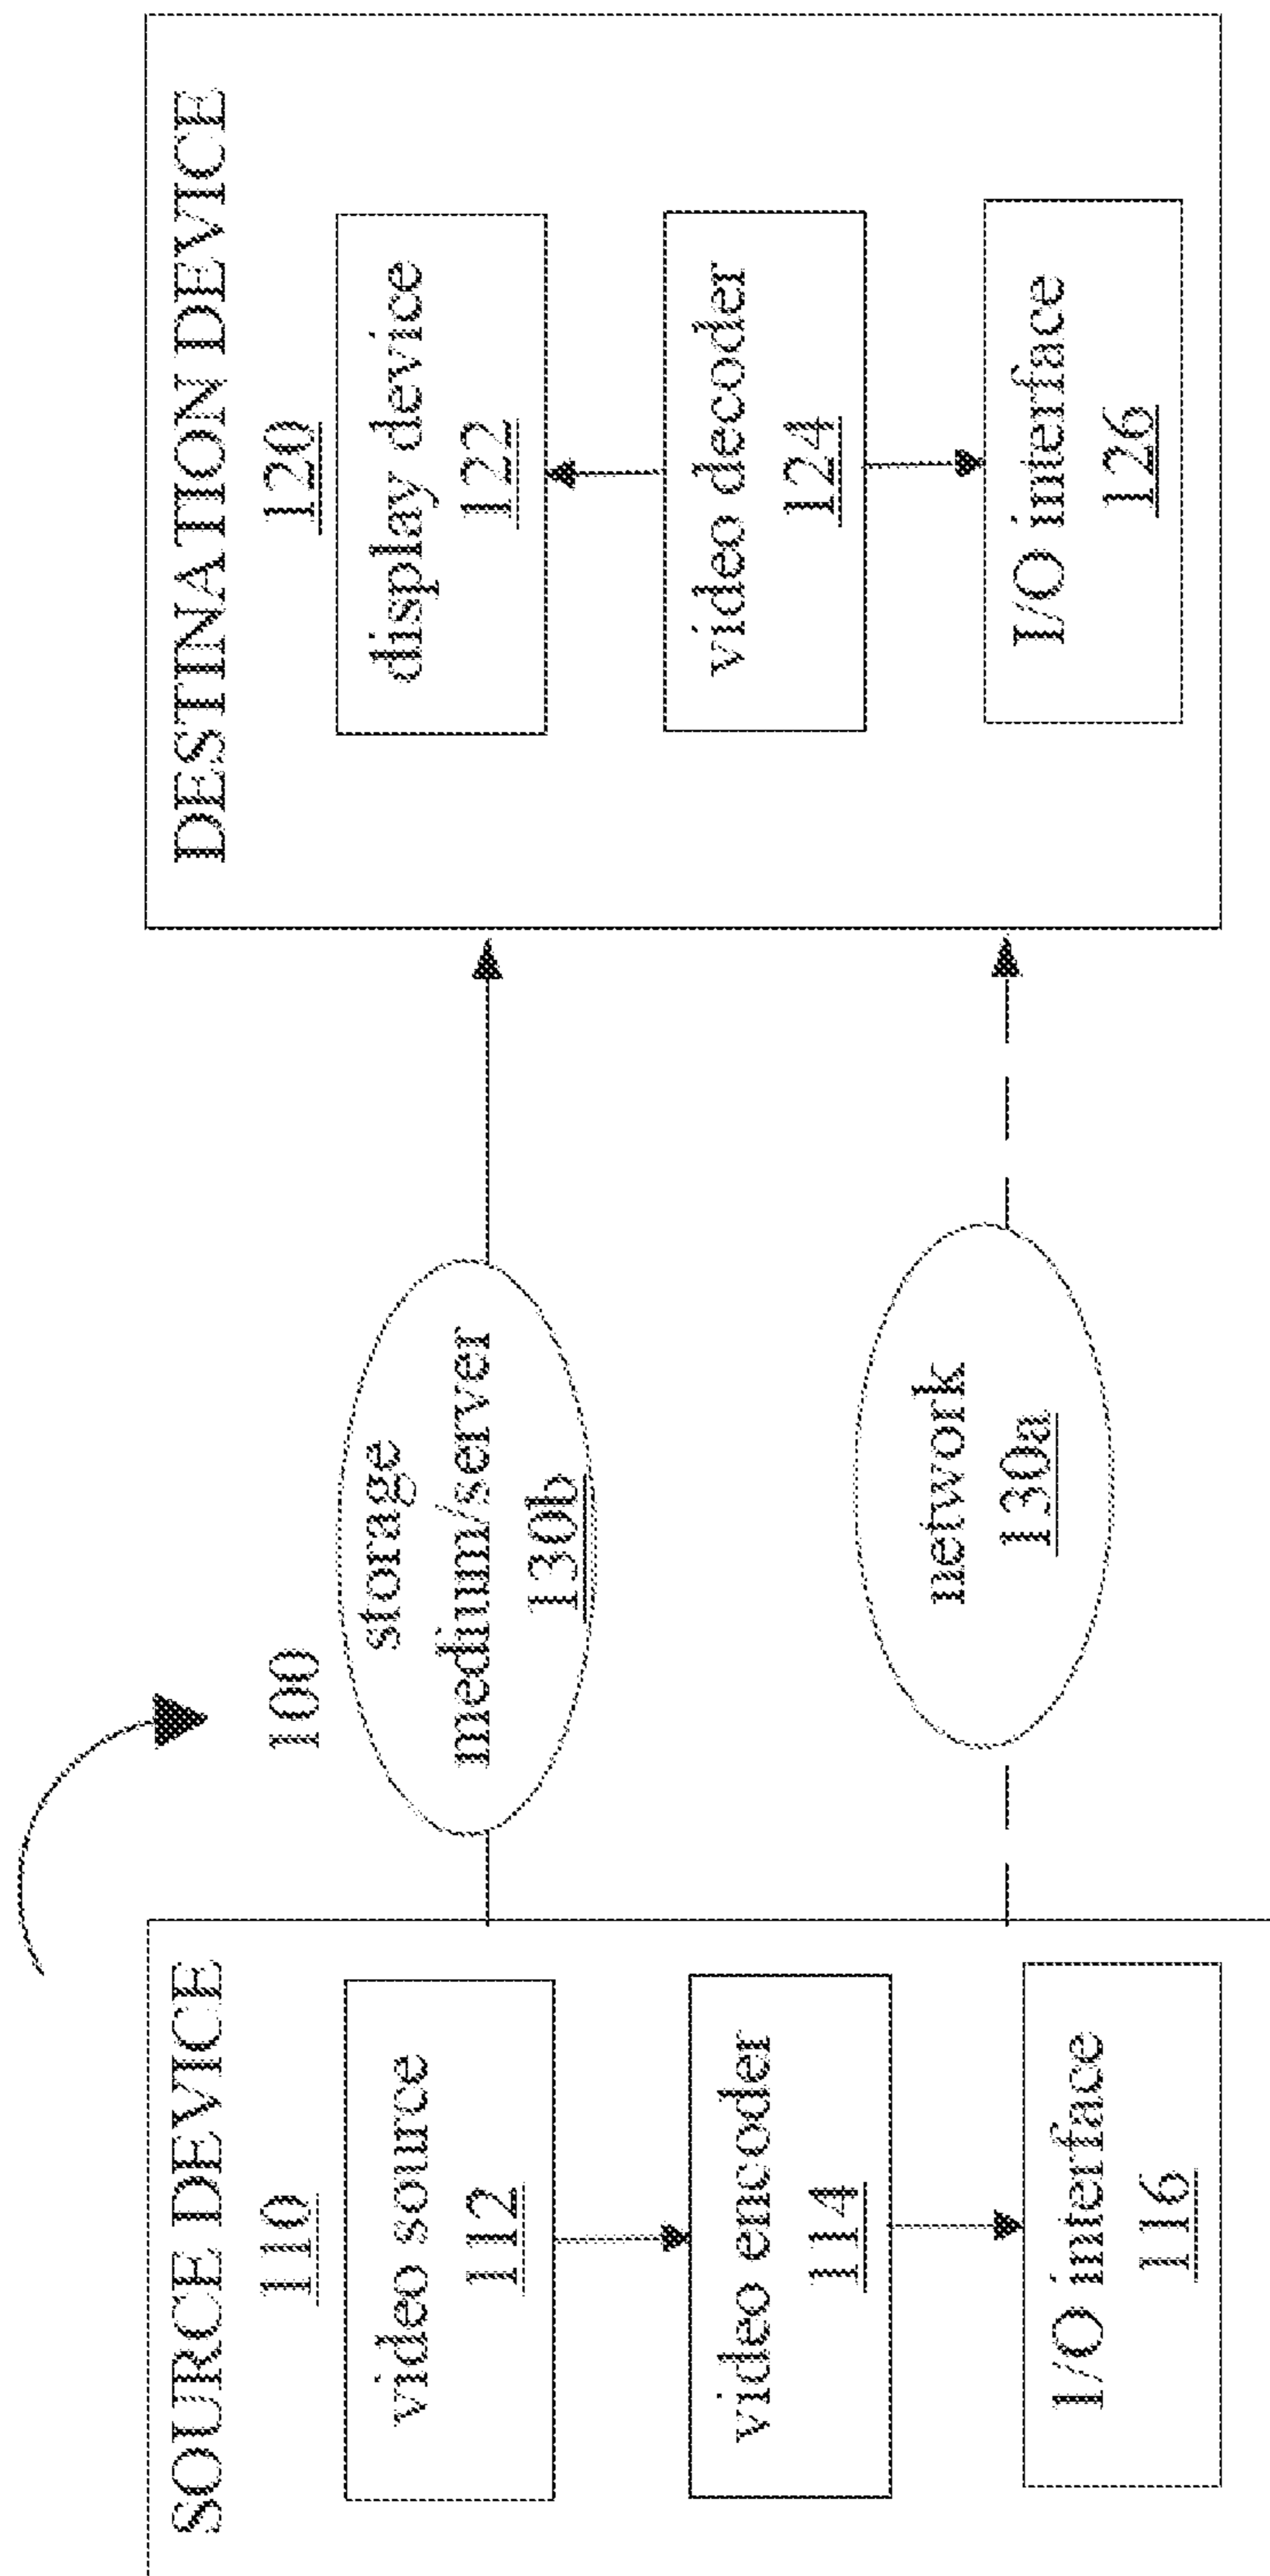 100
SOURCE DEVICE
110
video source
112
video encoder
114
I/O interface
116
storage
medium/server
130b
network
130a
DESTINATION DEVICE
120
display device
122
video decoder
124
I/O interface
126